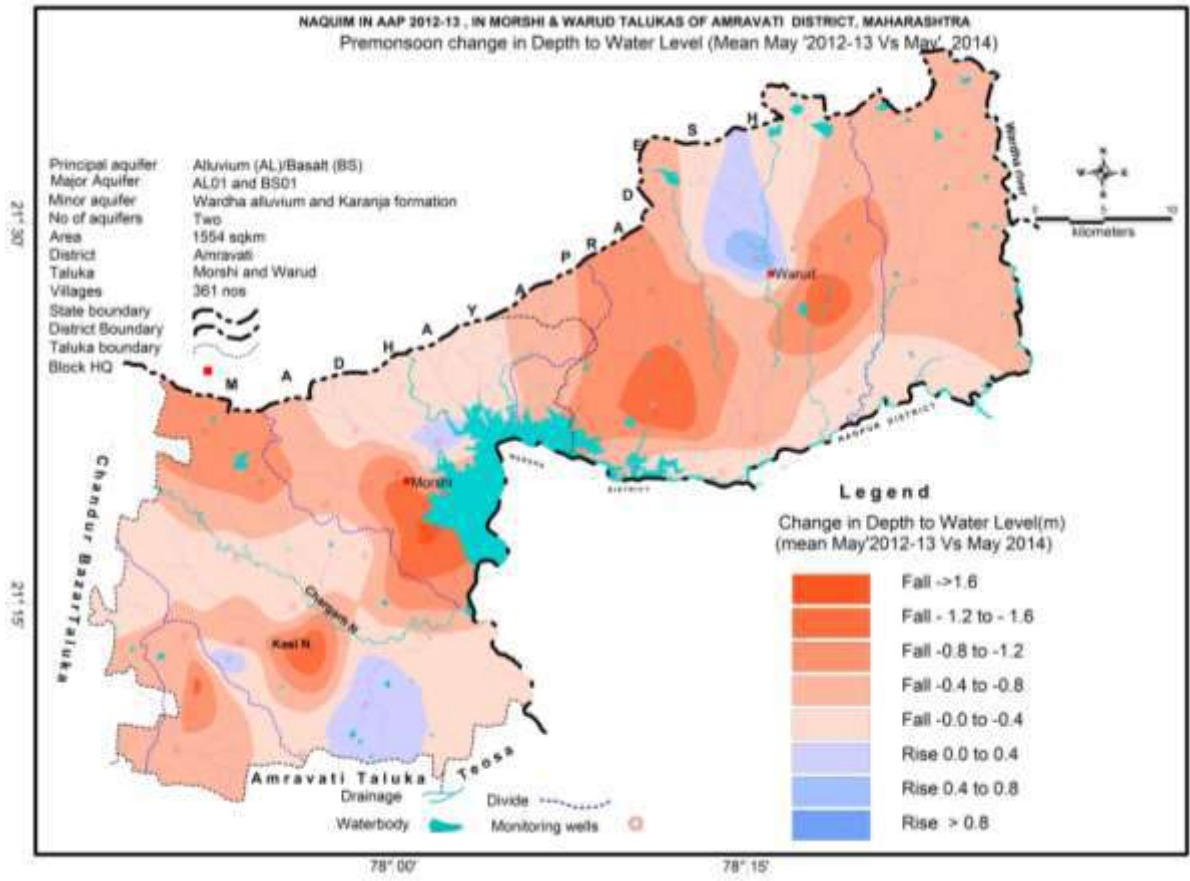 NAQUIM IN AAP 2012-13 , IN MORSHI & WARUD TALUKAS OF AMRAVATI DISTRICT, MAHARASHTRA
Premonsoon change in Depth to Water Level (Mean May '2012-13 Vs May', 2014)
Principal aquifer Alluvium (AL)/Basalt (BS)
Major Aquifer AL01 and BS01
Minor aquifer Wardha alluvium and Karanja formation
No of aquifers Two
Area 1554 sqkm
District Amravati
Taluka Morshi and Warud
Villages 361 nos
State boundary
District Boundary
Taluka boundary
Block HQ
MADHAYAPRADESH
Wardha river
N
W E
S
0 5 10
kilometers
21° 30'
21° 15'
Warud
Morshi
NAGPUR DISTRICT
DISTRICT
Chandur BazarTaluka
Chargarh N
Kasi N
Amravati Taluka
Teosa
Drainage
Divide
Waterbody
Monitoring wells
Legend
Change in Depth to Water Level(m)
(mean May'2012-13 Vs May 2014)
Fall ->1.6
Fall - 1.2 to - 1.6
Fall -0.8 to -1.2
Fall -0.4 to -0.8
Fall -0.0 to -0.4
Rise 0.0 to 0.4
Rise 0.4 to 0.8
Rise > 0.8
78° 00'
78° 15'